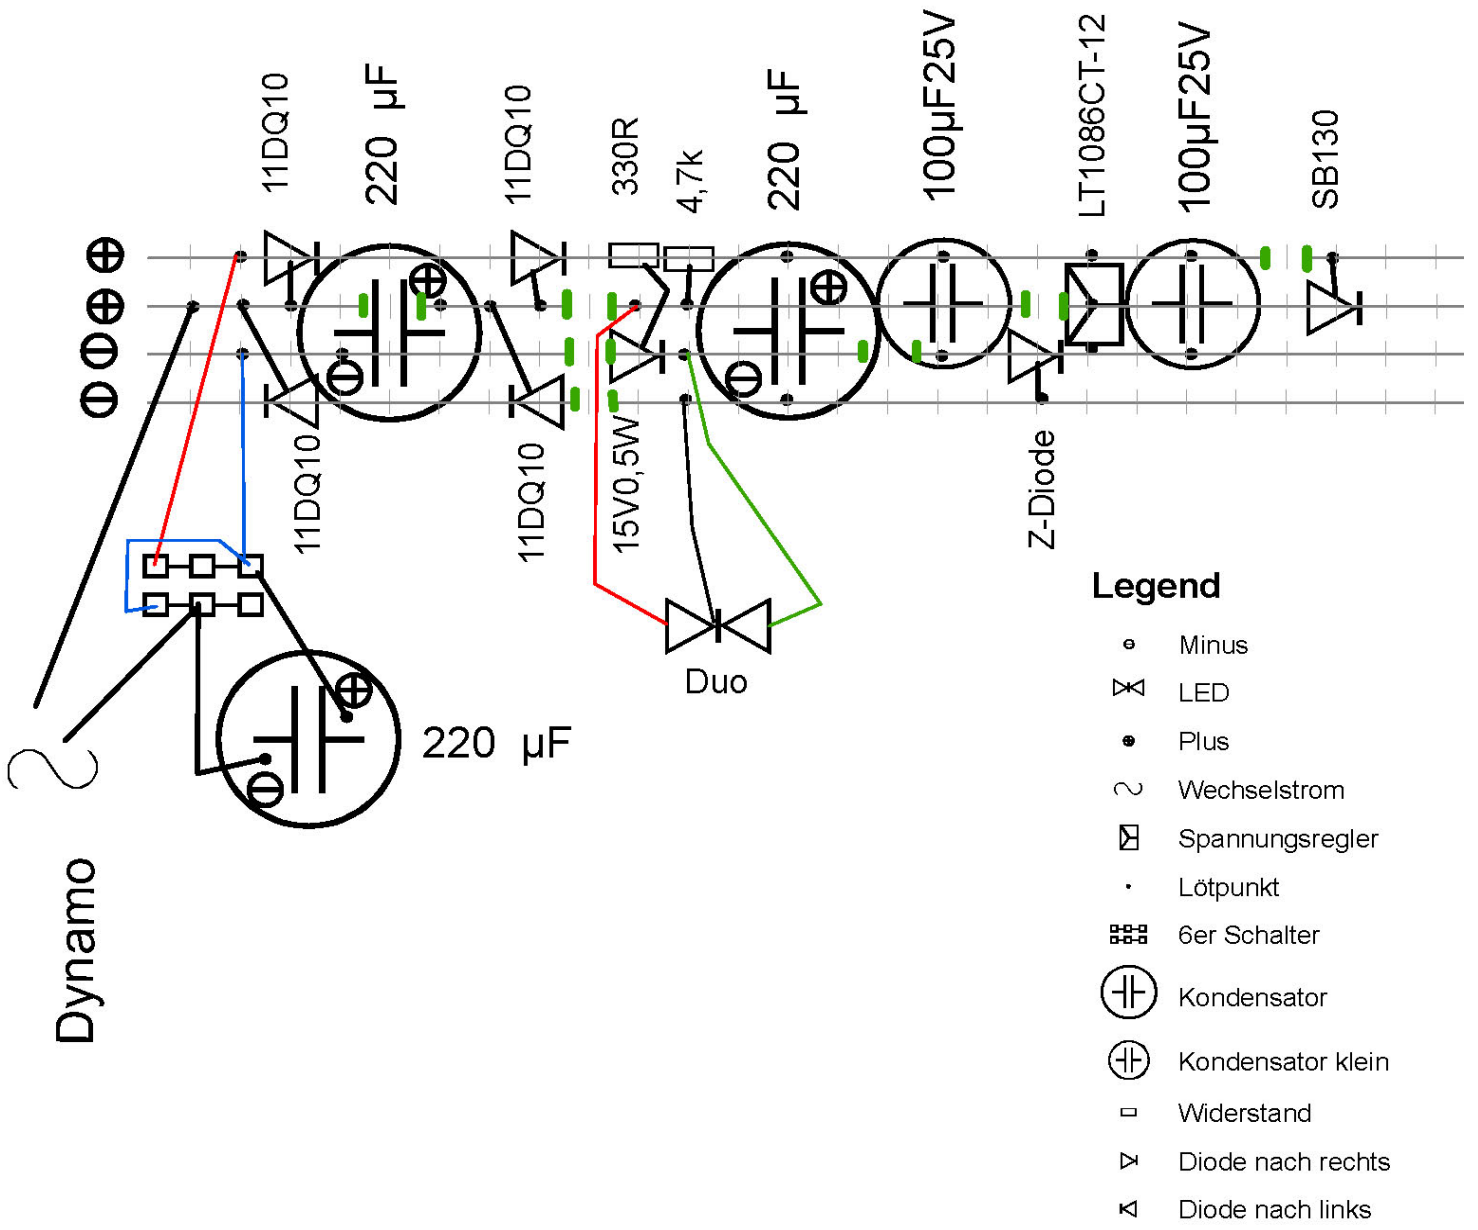 11DQ10
220 µF
11DQ10
330R
4,7k
220 µF
100µF25V
LT1086CT-12
100µF25V
SB130
11DQ10
11DQ10
15V0,5W
Z-Diode
Duo
220 µF
Dynamo
Legend
Minus
LED
Plus
Wechselstrom
Spannungsregler
Lötpunkt
6er Schalter
Kondensator
Kondensator klein
Widerstand
Diode nach rechts
Diode nach links